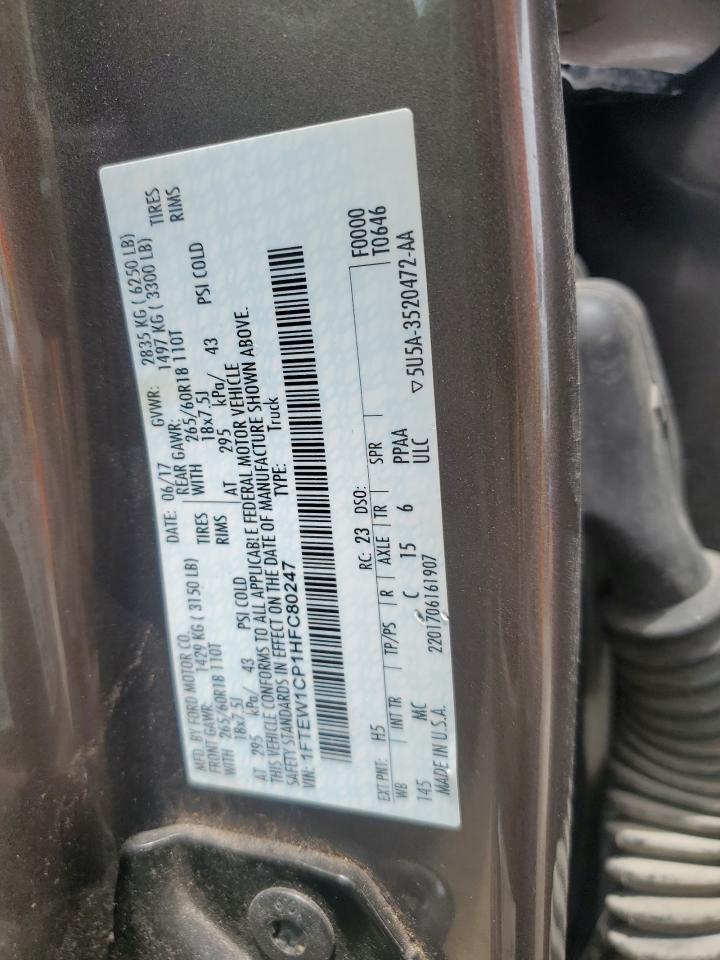 MFD. BY FORD MOTOR CO. DATE: 06/17 GVWR: 2835 KG ( 6250 LB)
FRONT GAWR: 1429 KG ( 3150 LB) REAR GAWR: 1497 KG ( 3300 LB)
WITH 265/60R18 110T TIRES WITH 265/60R18 110T TIRES
18x7.5J RIMS 18x7.5J RIMS
AT 295 kPa/ 43 PSI COLD AT 295 kPa/ 43 PSI COLD
THIS VEHICLE CONFORMS TO ALL APPLICABLE FEDERAL MOTOR VEHICLE
SAFETY STANDARDS IN EFFECT ON THE DATE OF MANUFACTURE SHOWN ABOVE.
VIN: 1FTEW1CP1HFC80247 TYPE: Truck
F0000
T0646
EXT PNT: H5 RC: 23 DSO:
WB INT TR TP/PS R AXLE TR SPR
145 MC C 15 6 PPAA
MADE IN U.S.A. 2201706161907 ULC ▽5U5A-3520472-AA